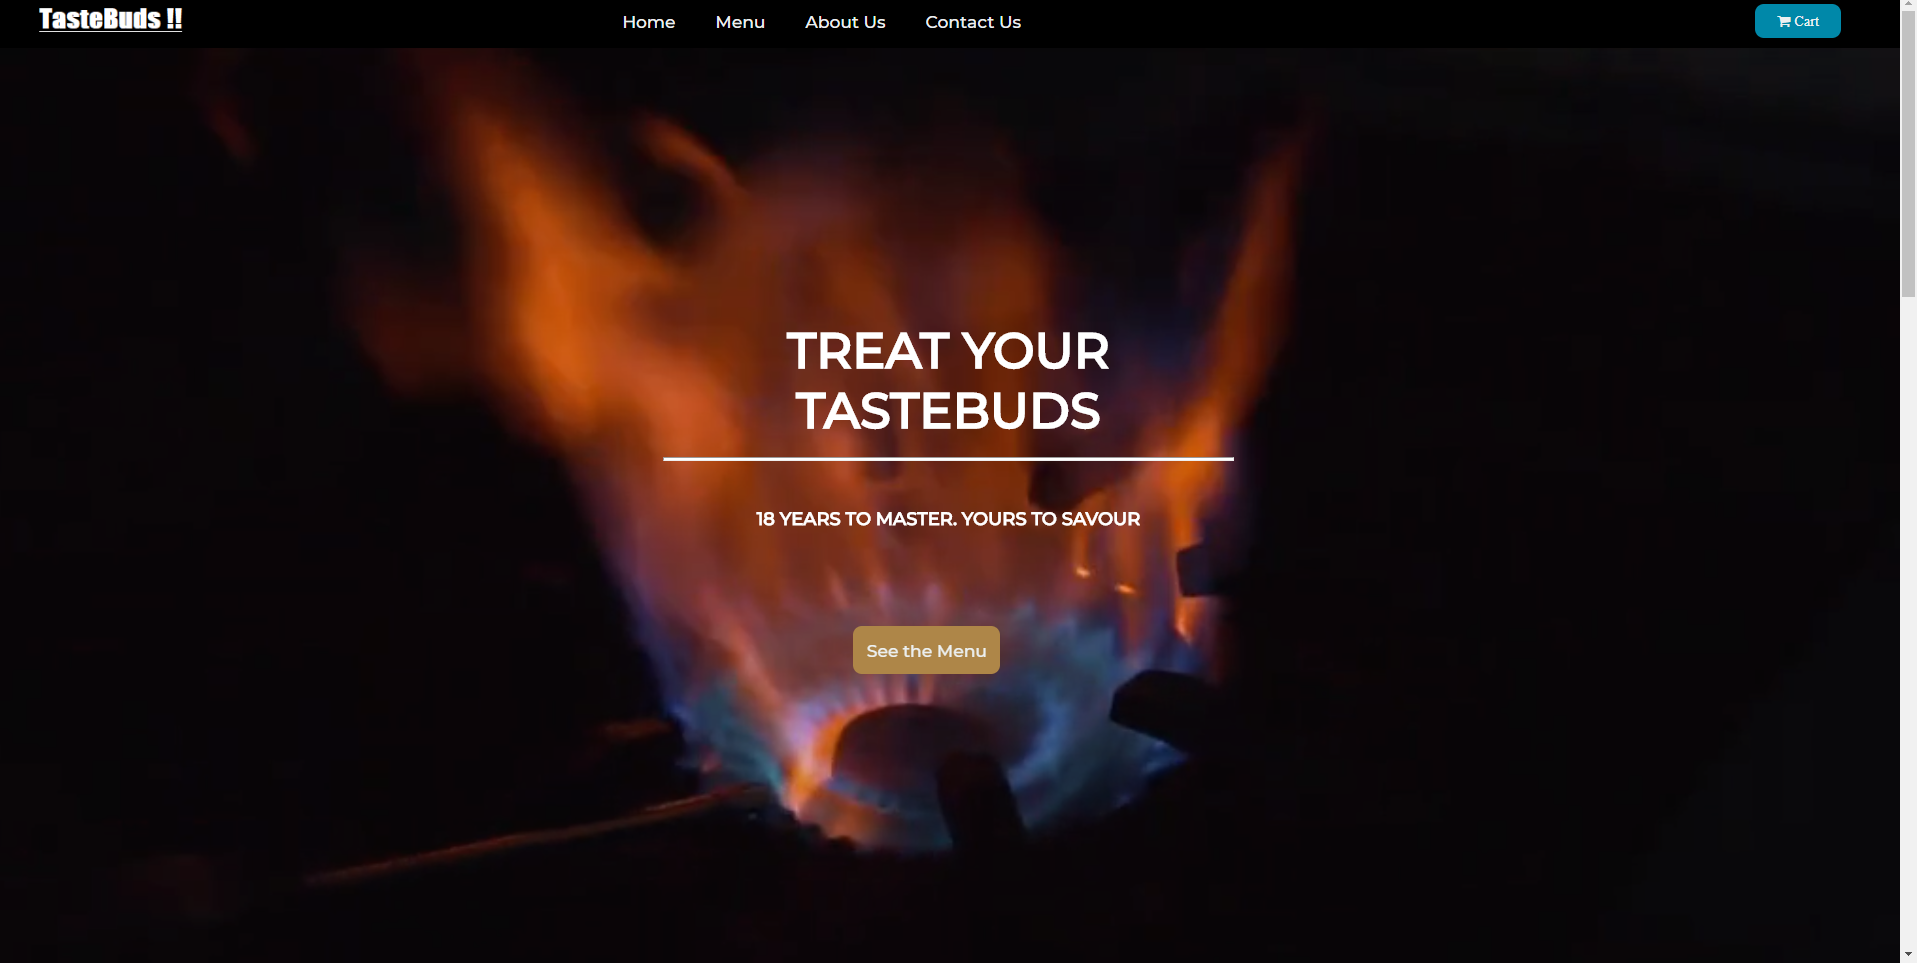 TasteBuds !!
Home
Menu
About Us
Contact Us
Cart
TREAT YOUR
TASTEBUDS
18 YEARS TO MASTER. YOURS TO SAVOUR
See the Menu